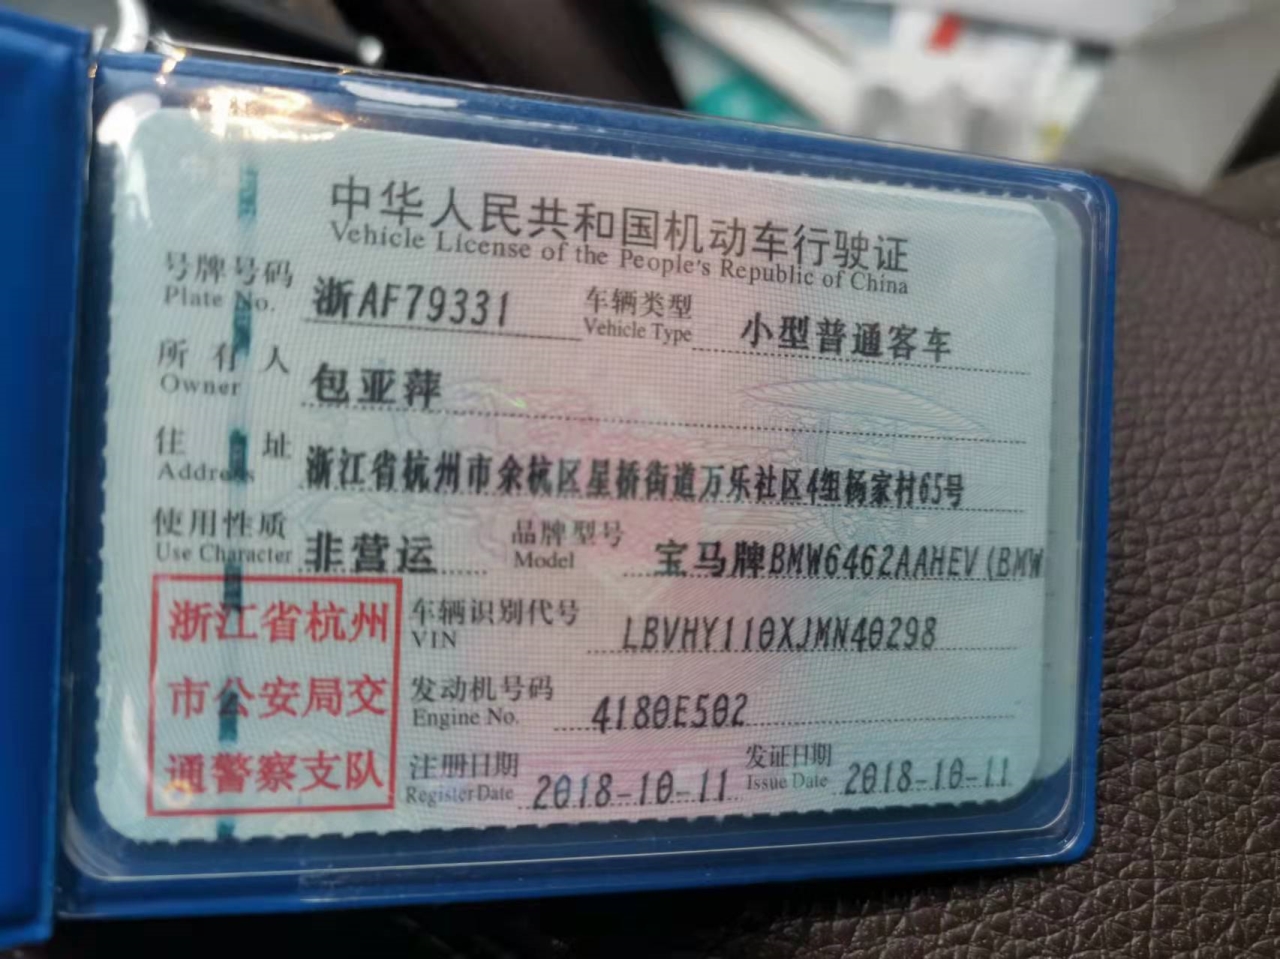 中华人民共和国机动车行驶证
Vehicle License of the People's Republic of China
号牌号码 浙AF79331 车辆类型 小型普通客车
Plate No. Vehicle Type
所有人 包亚萍
Owner
住址 浙江省杭州市余杭区星桥街道万乐社区4组杨家村65号
Address
使用性质 非营运 品牌型号 宝马牌BMW6462AAHEV(BMW
Use Character Model
浙江省杭州
市公安局交
通警察支队
车辆识别代号 LBVHY110XJMN40298
VIN
发动机号码 4180E502
Engine No.
注册日期 2018-10-11 发证日期 2018-10-11
Register Date Issue Date